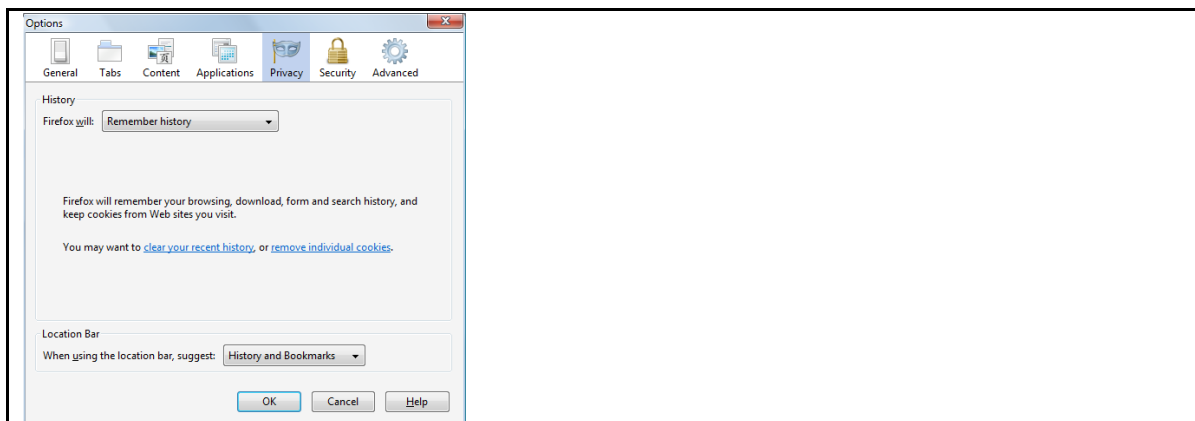 Options
General Tabs Content Applications Privacy Security Advanced
History
Firefox will: Remember history
Firefox will remember your browsing, download, form and search history, and
keep cookies from Web sites you visit.
You may want to clear your recent history, or remove individual cookies.
Location Bar
When using the location bar, suggest: History and Bookmarks
OK Cancel Help